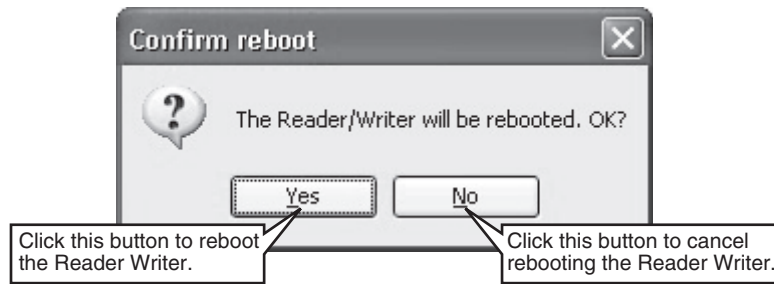 Confirm reboot
The Reader/Writer will be rebooted. OK?
Yes
No
Click this button to reboot
the Reader Writer.
Click this button to cancel
rebooting the Reader Writer.